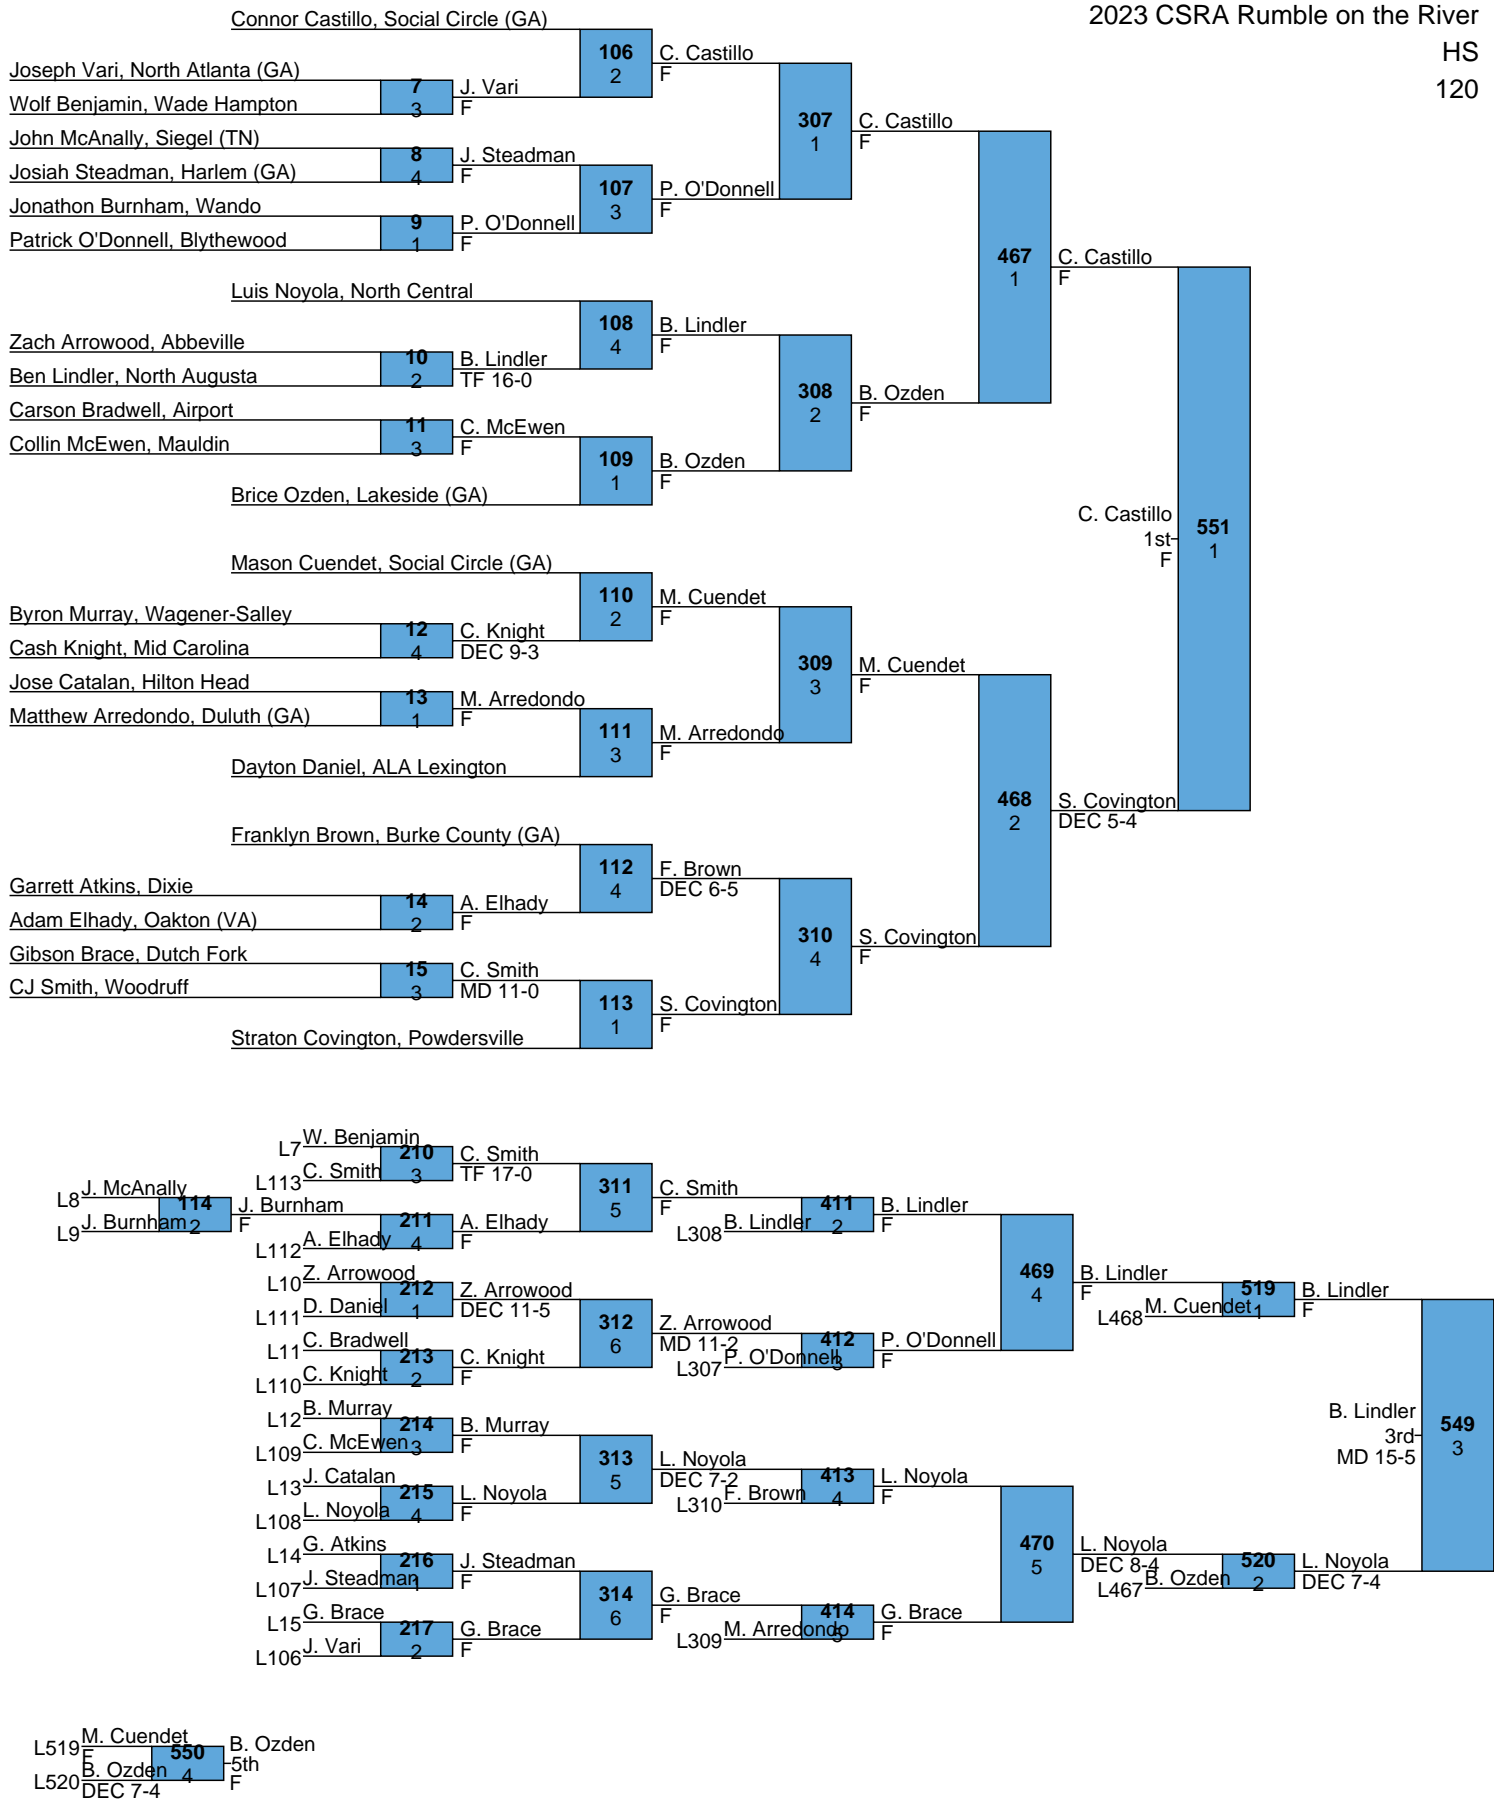 2023 CSRA Rumble on the River
HS
120
Connor Castillo, Social Circle (GA)
106
2
C. Castillo
F
Joseph Vari, North Atlanta (GA)
Wolf Benjamin, Wade Hampton
7
3
J. Vari
F
307
1
C. Castillo
F
John McAnally, Siegel (TN)
Josiah Steadman, Harlem (GA)
8
4
J. Steadman
F
107
3
P. O'Donnell
F
Jonathon Burnham, Wando
Patrick O'Donnell, Blythewood
9
1
P. O'Donnell
F
467
1
C. Castillo
F
Luis Noyola, North Central
108
4
B. Lindler
F
Zach Arrowood, Abbeville
Ben Lindler, North Augusta
10
2
B. Lindler
TF 16-0
308
2
B. Ozden
F
Carson Bradwell, Airport
Collin McEwen, Mauldin
11
3
C. McEwen
F
109
1
B. Ozden
F
Brice Ozden, Lakeside (GA)
C. Castillo
1st
F
551
1
Mason Cuendet, Social Circle (GA)
110
2
M. Cuendet
F
Byron Murray, Wagener-Salley
Cash Knight, Mid Carolina
12
4
C. Knight
DEC 9-3
309
3
M. Cuendet
F
Jose Catalan, Hilton Head
Matthew Arredondo, Duluth (GA)
13
1
M. Arredondo
F
111
3
M. Arredondo
F
Dayton Daniel, ALA Lexington
468
2
S. Covington
DEC 5-4
Franklyn Brown, Burke County (GA)
112
4
F. Brown
DEC 6-5
Garrett Atkins, Dixie
Adam Elhady, Oakton (VA)
14
2
A. Elhady
F
310
4
S. Covington
F
Gibson Brace, Dutch Fork
CJ Smith, Woodruff
15
3
C. Smith
MD 11-0
113
1
S. Covington
F
Straton Covington, Powdersville
L7
W. Benjamin
L113
C. Smith
210
3
C. Smith
TF 17-0
L8
J. McAnally
L9
J. Burnham
114
2
J. Burnham
F
L112
A. Elhady
211
4
A. Elhady
F
311
5
C. Smith
F
L308
B. Lindler
411
2
B. Lindler
F
L10
Z. Arrowood
L111
D. Daniel
212
1
Z. Arrowood
DEC 11-5
L11
C. Bradwell
L110
C. Knight
213
2
C. Knight
F
312
6
Z. Arrowood
MD 11-2
L307
P. O'Donnell
412
3
P. O'Donnell
F
469
4
B. Lindler
F
L468
M. Cuendet
519
1
B. Lindler
F
L12
B. Murray
L109
C. McEwen
214
3
B. Murray
F
L13
J. Catalan
L108
L. Noyola
215
4
L. Noyola
F
313
5
L. Noyola
DEC 7-2
L310
F. Brown
413
4
L. Noyola
F
B. Lindler
3rd
MD 15-5
549
3
L14
G. Atkins
L107
J. Steadman
216
1
J. Steadman
F
L15
G. Brace
L106
J. Vari
217
2
G. Brace
F
314
6
G. Brace
F
L309
M. Arredondo
414
5
G. Brace
F
470
5
L. Noyola
DEC 8-4
L467
B. Ozden
520
2
L. Noyola
DEC 7-4
L519
M. Cuendet
F
L520
B. Ozden
DEC 7-4
550
4
B. Ozden
5th
F